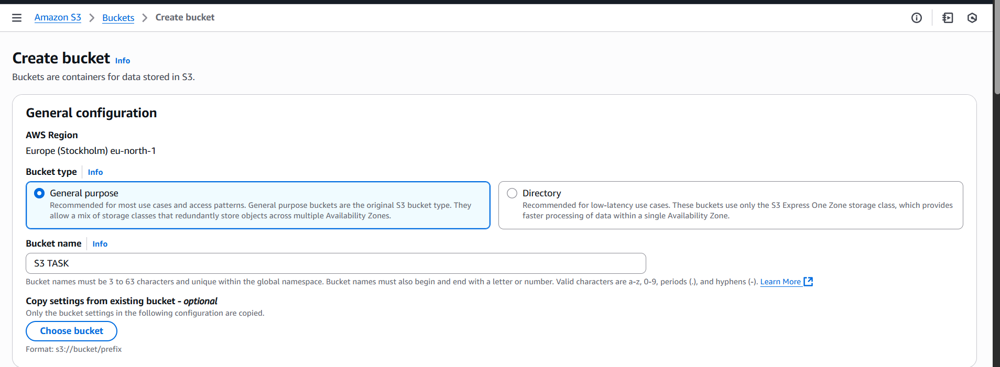 Amazon S3 > Buckets > Create bucket
Create bucket Info
Buckets are containers for data stored in S3.
General configuration
AWS Region
Europe (Stockholm) eu-north-1
Bucket type Info
General purpose
Recommended for most use cases and access patterns. General purpose buckets are the original S3 bucket type. They
allow a mix of storage classes that redundantly store objects across multiple Availability Zones.
Directory
Recommended for low-latency use cases. These buckets use only the S3 Express One Zone storage class, which provides
faster processing of data within a single Availability Zone.
Bucket name Info
S3 TASK
Bucket names must be 3 to 63 characters and unique within the global namespace. Bucket names must also begin and end with a letter or number. Valid characters are a-z, 0-9, periods (.), and hyphens (-). Learn More
Copy settings from existing bucket - optional
Only the bucket settings in the following configuration are copied.
Choose bucket
Format: s3://bucket/prefix